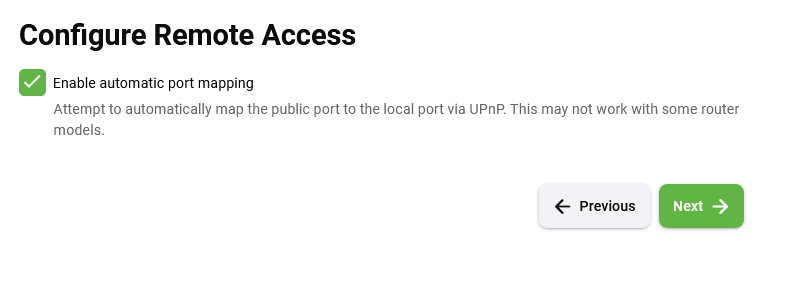 Configure Remote Access
Enable automatic port mapping
Attempt to automatically map the public port to the local port via UPnP. This may not work with some router
models.
Previous
Next